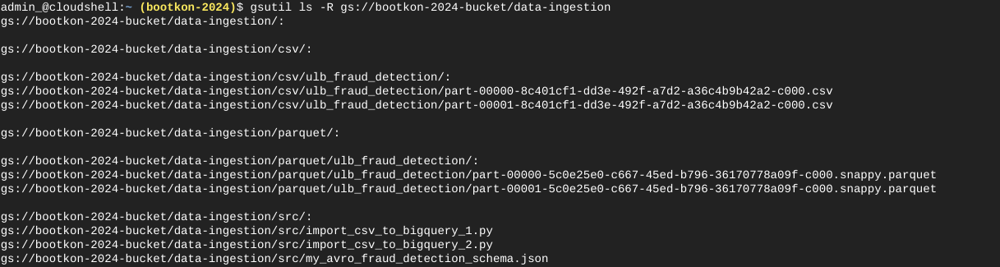 admin_@cloudshell:~ (bootkon-2024)$ gsutil ls -R gs://bootkon-2024-bucket/data-ingestion
gs://bootkon-2024-bucket/data-ingestion/:
gs://bootkon-2024-bucket/data-ingestion/csv/:
gs://bootkon-2024-bucket/data-ingestion/csv/ulb_fraud_detection/:
gs://bootkon-2024-bucket/data-ingestion/csv/ulb_fraud_detection/part-00000-8c401cf1-dd3e-492f-a7d2-a36c4b9b42a2-c000.csv
gs://bootkon-2024-bucket/data-ingestion/csv/ulb_fraud_detection/part-00001-8c401cf1-dd3e-492f-a7d2-a36c4b9b42a2-c000.csv
gs://bootkon-2024-bucket/data-ingestion/parquet/:
gs://bootkon-2024-bucket/data-ingestion/parquet/ulb_fraud_detection/:
gs://bootkon-2024-bucket/data-ingestion/parquet/ulb_fraud_detection/part-00000-5c0e25e0-c667-45ed-b796-36170778a09f-c000.snappy.parquet
gs://bootkon-2024-bucket/data-ingestion/parquet/ulb_fraud_detection/part-00001-5c0e25e0-c667-45ed-b796-36170778a09f-c000.snappy.parquet
gs://bootkon-2024-bucket/data-ingestion/src/:
gs://bootkon-2024-bucket/data-ingestion/src/import_csv_to_bigquery_1.py
gs://bootkon-2024-bucket/data-ingestion/src/import_csv_to_bigquery_2.py
gs://bootkon-2024-bucket/data-ingestion/src/my_avro_fraud_detection_schema.json